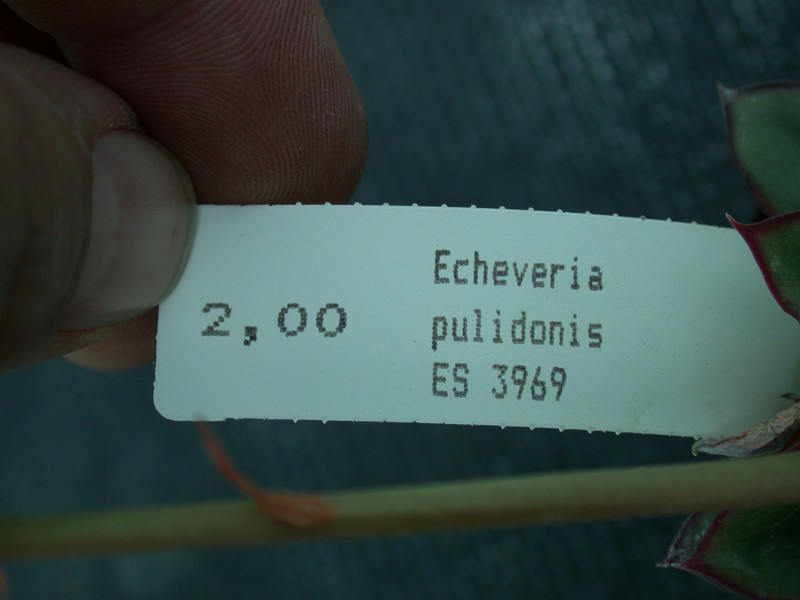 2,00
Echeveria
pulidonis
ES 3969